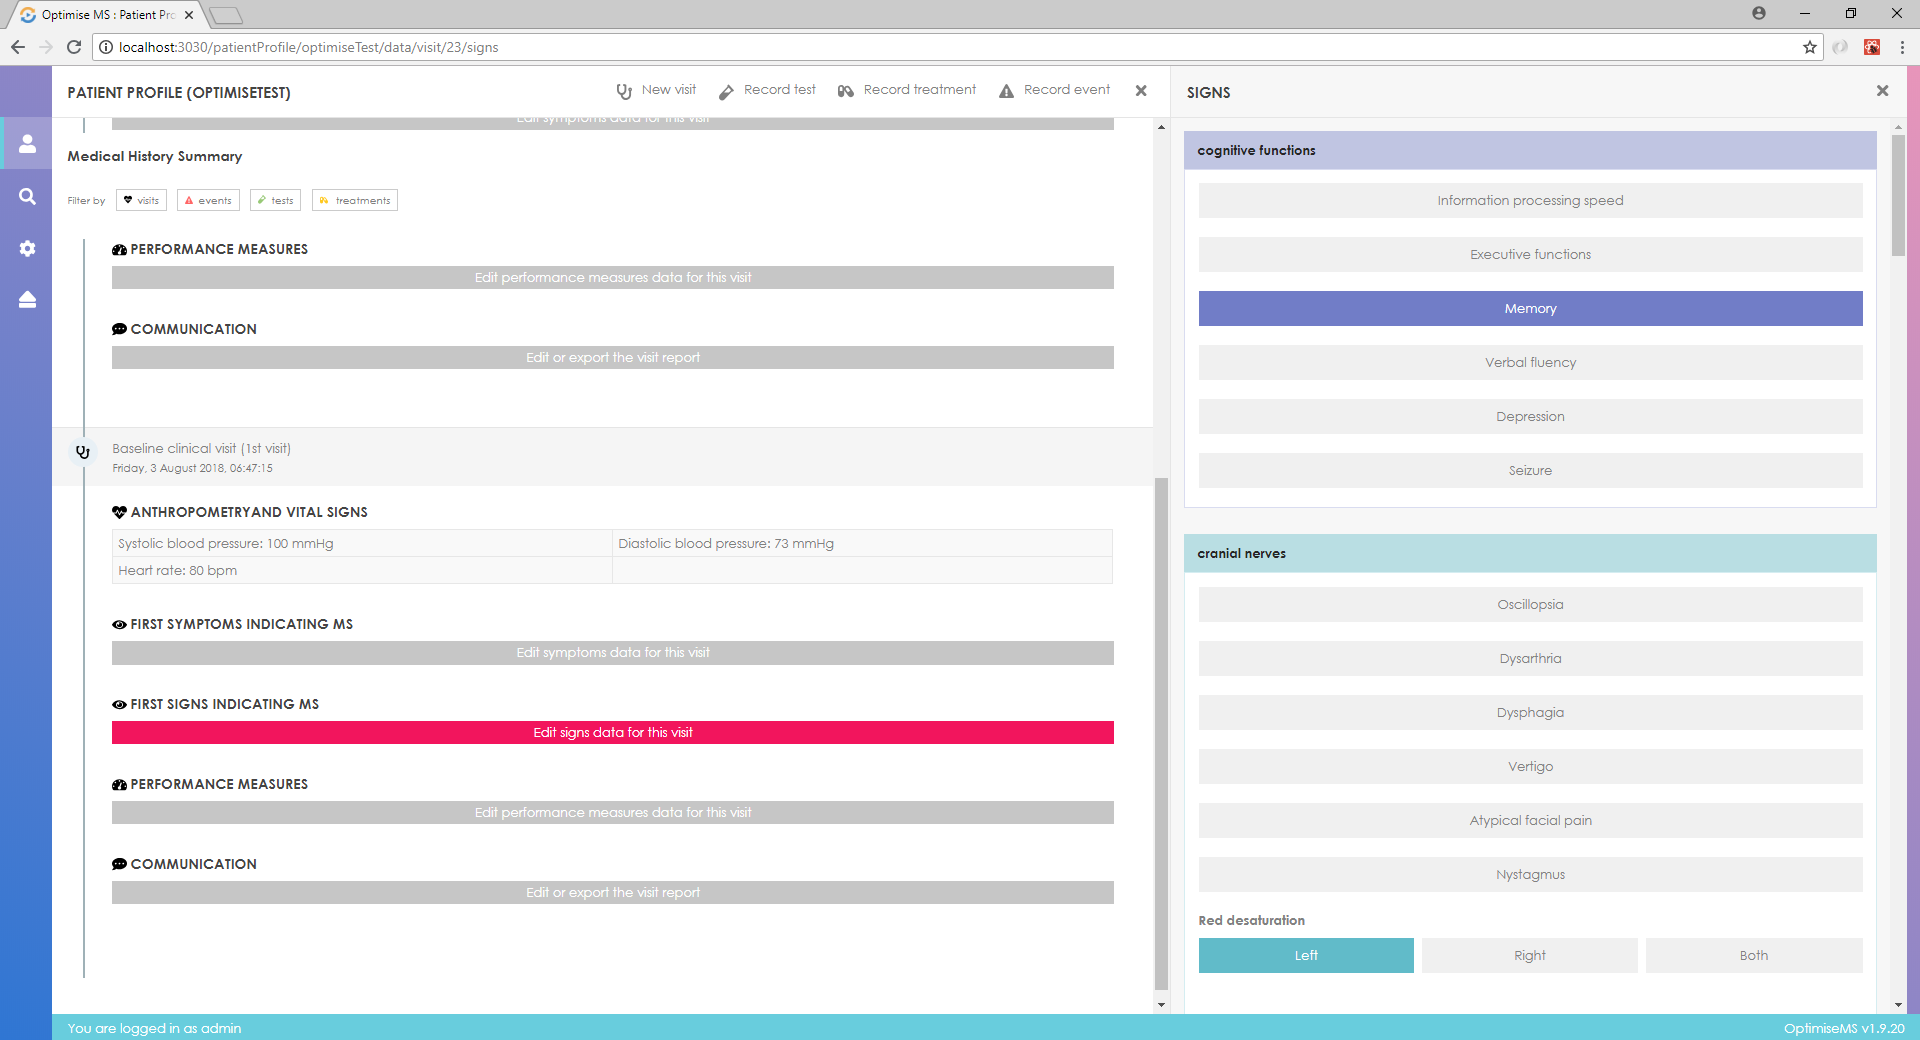 Optimise MS : Patient Pro
localhost:3030/patientProfile/optimiseTest/data/visit/23/signs
PATIENT PROFILE (OPTIMISETEST)
New visit
Record test
Record treatment
Record event
Edit symptoms data for this visit
Medical History Summary
Filter by
visits
events
tests
treatments
PERFORMANCE MEASURES
Edit performance measures data for this visit
COMMUNICATION
Edit or export the visit report
Baseline clinical visit (1st visit)
Friday, 3 August 2018, 06:47:15
ANTHROPOMETRYAND VITAL SIGNS
Systolic blood pressure: 100 mmHg
Diastolic blood pressure: 73 mmHg
Heart rate: 80 bpm
FIRST SYMPTOMS INDICATING MS
Edit symptoms data for this visit
FIRST SIGNS INDICATING MS
Edit signs data for this visit
PERFORMANCE MEASURES
Edit performance measures data for this visit
COMMUNICATION
Edit or export the visit report
SIGNS
cognitive functions
Information processing speed
Executive functions
Memory
Verbal fluency
Depression
Seizure
cranial nerves
Oscillopsia
Dysarthria
Dysphagia
Vertigo
Atypical facial pain
Nystagmus
Red desaturation
Left
Right
Both
You are logged in as admin
OptimiseMS v1.9.20